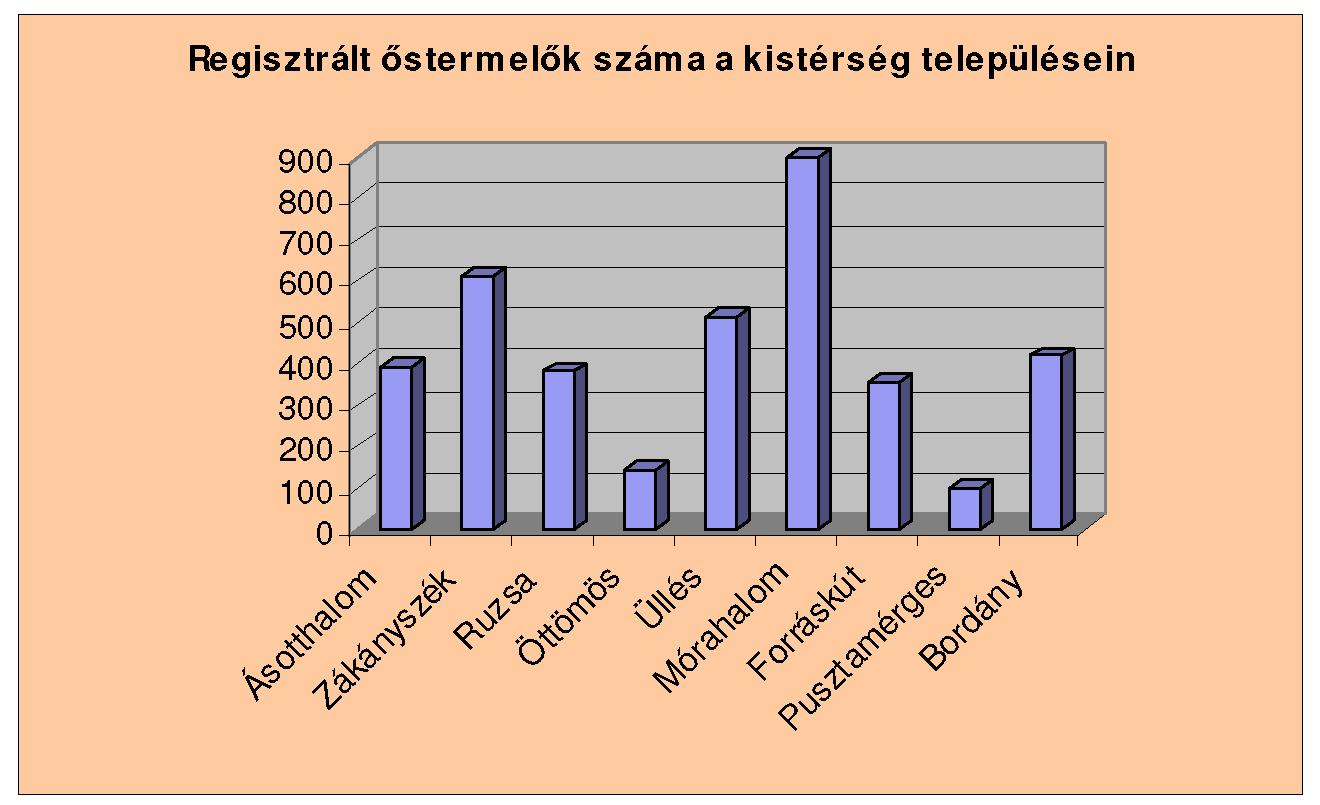 Regisztrált őstermelők száma a kistérség településein
900
800
700
600
500
400
300
200
100
0
Ásotthalom
Zákányszék
Ruzsa
Öttömös
Üllés
Mórahalom
Forráskút
Pusztamérges
Bordány